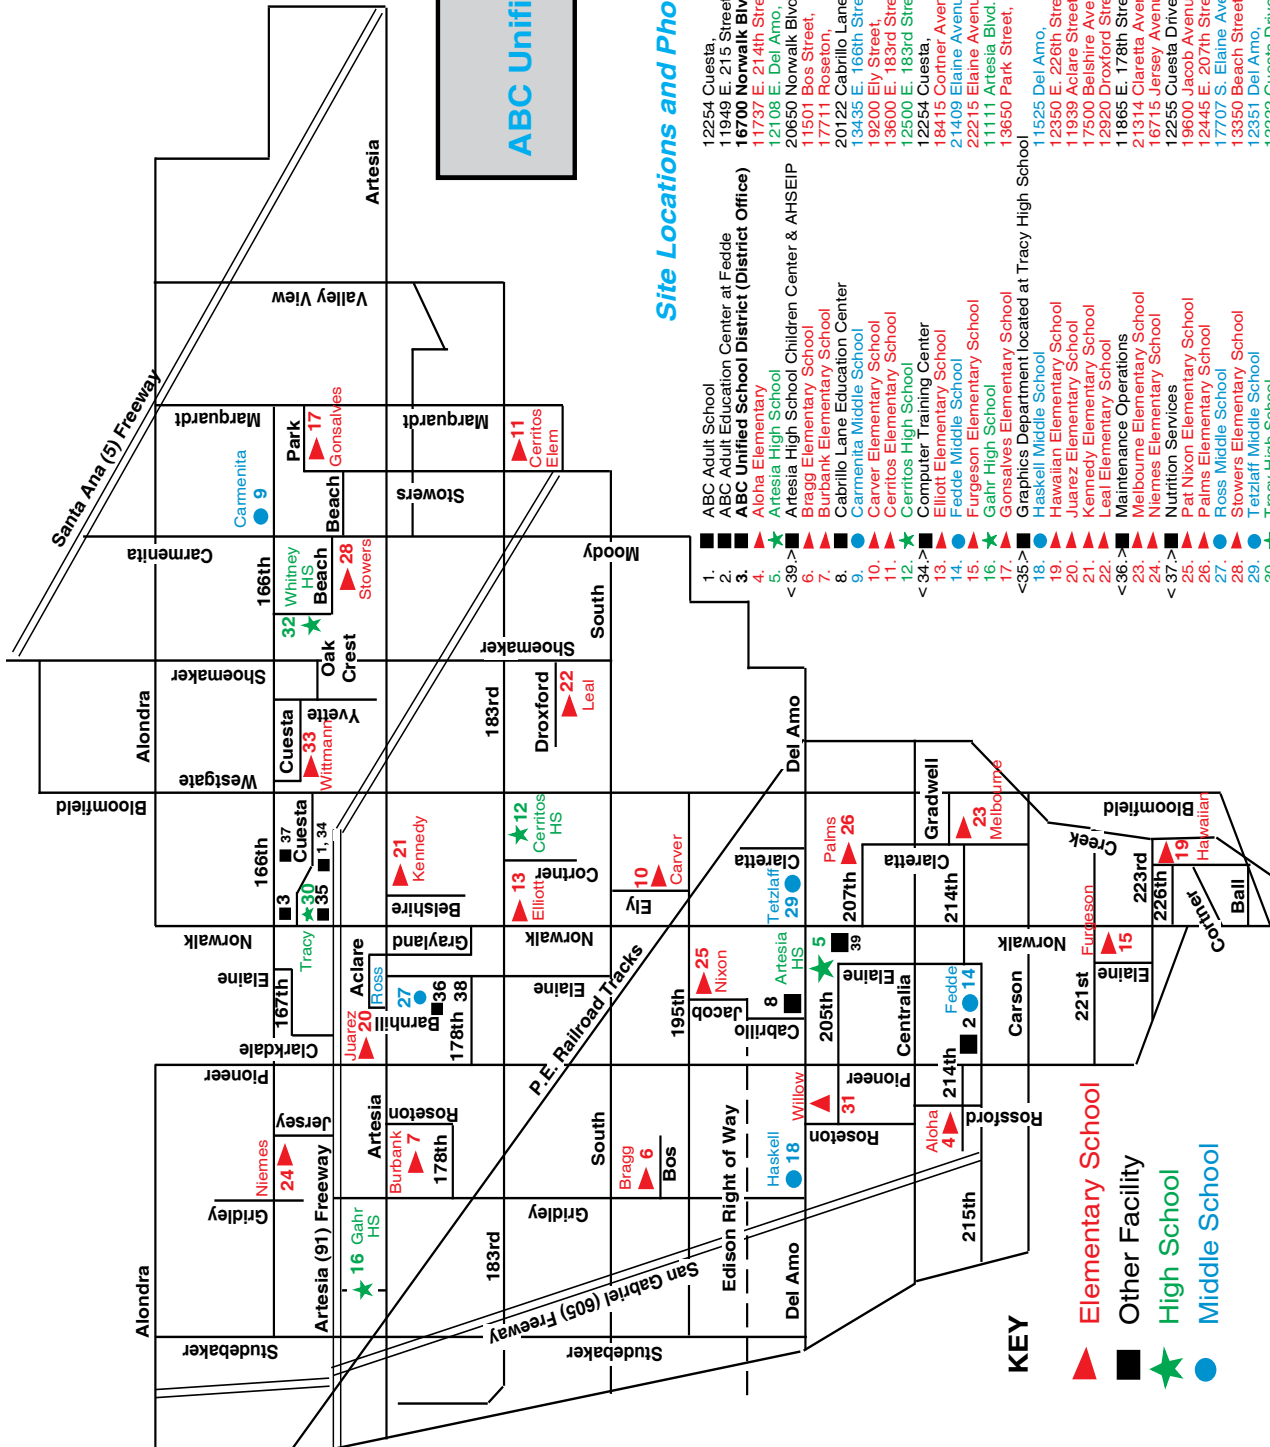 ABC Unifi
Site Locations and Pho
1. ABC Adult School 12254 Cuesta,
2. ABC Adult Education Center at Fedde 11949 E. 215 Street
3. ABC Unified School District (District Office) 16700 Norwalk Blv
4. Aloha Elementary 11737 E. 214th Stre
5. Artesia High School 12108 E. Del Amo,
< 39.> Artesia High School Children Center & AHSEIP 20650 Norwalk Blvd
6. Bragg Elementary School 11501 Bos Street,
7. Burbank Elementary School 17711 Roseton,
8. Cabrillo Lane Education Center 20122 Cabrillo Lane
9. Carmenita Middle School 13435 E. 166th Stre
10. Carver Elementary School 19200 Ely Street,
11. Cerritos Elementary School 13600 E. 183rd Stre
12. Cerritos High School 12500 E. 183rd Stre
< 34.> Computer Training Center 12254 Cuesta,
13. Elliott Elementary School 18415 Cortner Aven
14. Fedde Middle School 21409 Elaine Avenu
15. Furgeson Elementary School 22215 Elaine Avenu
16. Gahr High School 11111 Artesia Blvd.
17. Gonsalves Elementary School 13650 Park Street,
<35.> Graphics Department located at Tracy High School
18. Haskell Middle School 11525 Del Amo,
19. Hawaiian Elementary School 12350 E. 226th Stre
20. Juarez Elementary School 11939 Aclare Street
21. Kennedy Elementary School 17500 Belshire Ave
22. Leal Elementary School 12920 Droxford Stre
<36.> Maintenance Operations 11865 E. 178th Stre
23. Melbourne Elementary School 21314 Claretta Aven
24. Niemes Elementary School 16715 Jersey Avenu
< 37.> Nutrition Services 12255 Cuesta Drive
25. Pat Nixon Elementary School 19600 Jacob Avenu
26. Palms Elementary School 12445 E. 207th Stre
27. Ross Middle School 17707 S. Elaine Ave
28. Stowers Elementary School 13350 Beach Street
29. Tetzlaff Middle School 12351 Del Amo,
30. Tracy High School 12222 Cuesta Drive
KEY
Elementary School
Other Facility
High School
Middle School
Alondra
Alondra
Studebaker
Studebaker
Gridley
Gridley
Niemes
24
Jersey
Pioneer
Pioneer
Clarkdale
167th
Elaine
Elaine
Elaine
Elaine
Norwalk
Norwalk
Norwalk
166th
166th
3
37
Cuesta
1, 34
Tracy
30
35
Bloomfield
Bloomfield
Westgate
Cuesta
33
Wittmann
Yvette
Shoemaker
Shoemaker
Oak
Crest
32
Whitney
HS
Beach
28
Stowers
Carmenita
Carmenita
9
Santa Ana (5) Freeway
Beach
Stowers
Park
17
Gonsalves
Marquardt
Marquardt
11
Cerritos
Elem
Valley View
Artesia
Artesia
Artesia (91) Freeway
16 Gahr
HS
Burbank
7
178th
Roseton
Juarez
20
Aclare
Ross
27
Barnhill
36
178th 38
Grayland
Belshire
21
Kennedy
183rd
183rd
13
Elliott
Cortner
12
Cerritos
HS
Droxford
22
Leal
Moody
South
South
San Gabriel (605) Freeway
P.E. Railroad Tracks
Bragg
6
Bos
Ely
10
Carver
195th
Jacob
25
Nixon
Edison Right of Way
Cabrillo
8
Artesia
HS
5
39
Tetzlaff
29
Claretta
Claretta
Del Amo
Del Amo
Haskell
18
Willow
31
Roseton
205th
207th
Palms
26
Centralia
Gradwell
23
Melbourne
Aloha
4
214th
214th
Rossford
2
Fedde
14
215th
Carson
Creek
221st
Furgeson
15
223rd
226th
19
Hawaiian
Cortner
Ball